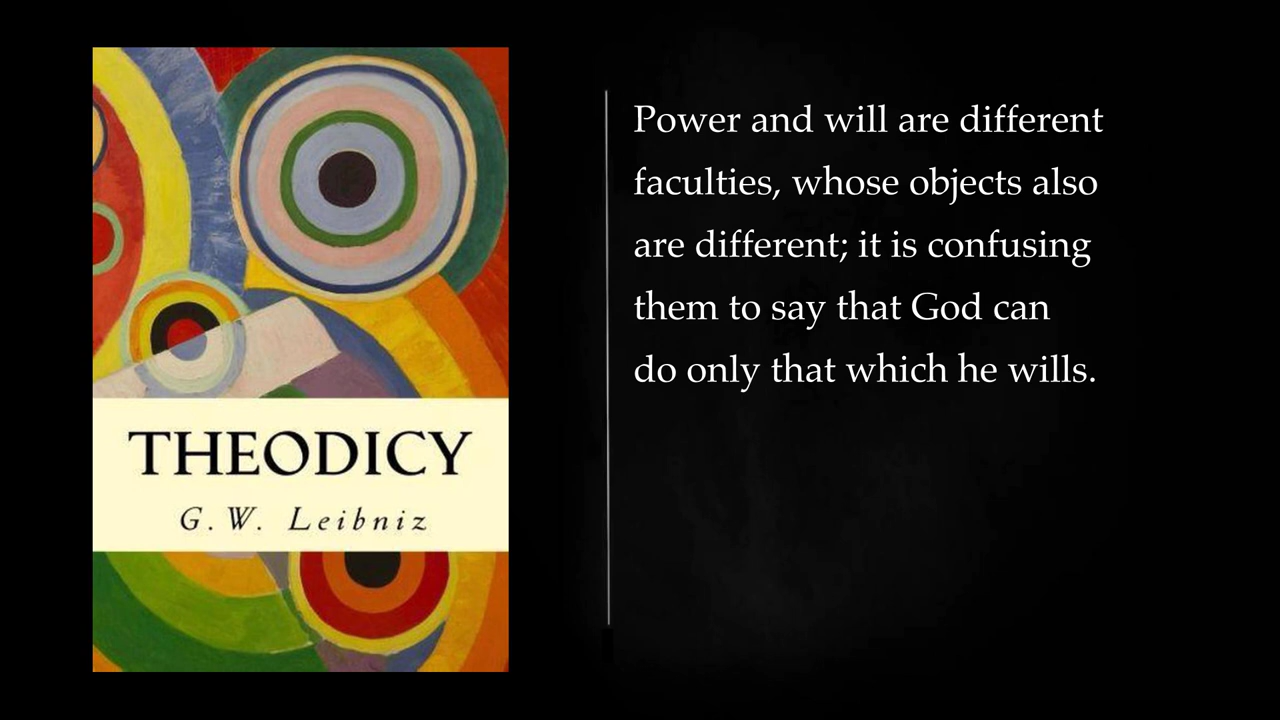 THEODICY
G. W. Leibniz
Power and will are different
faculties, whose objects also
are different; it is confusing
them to say that God can
do only that which he wills.